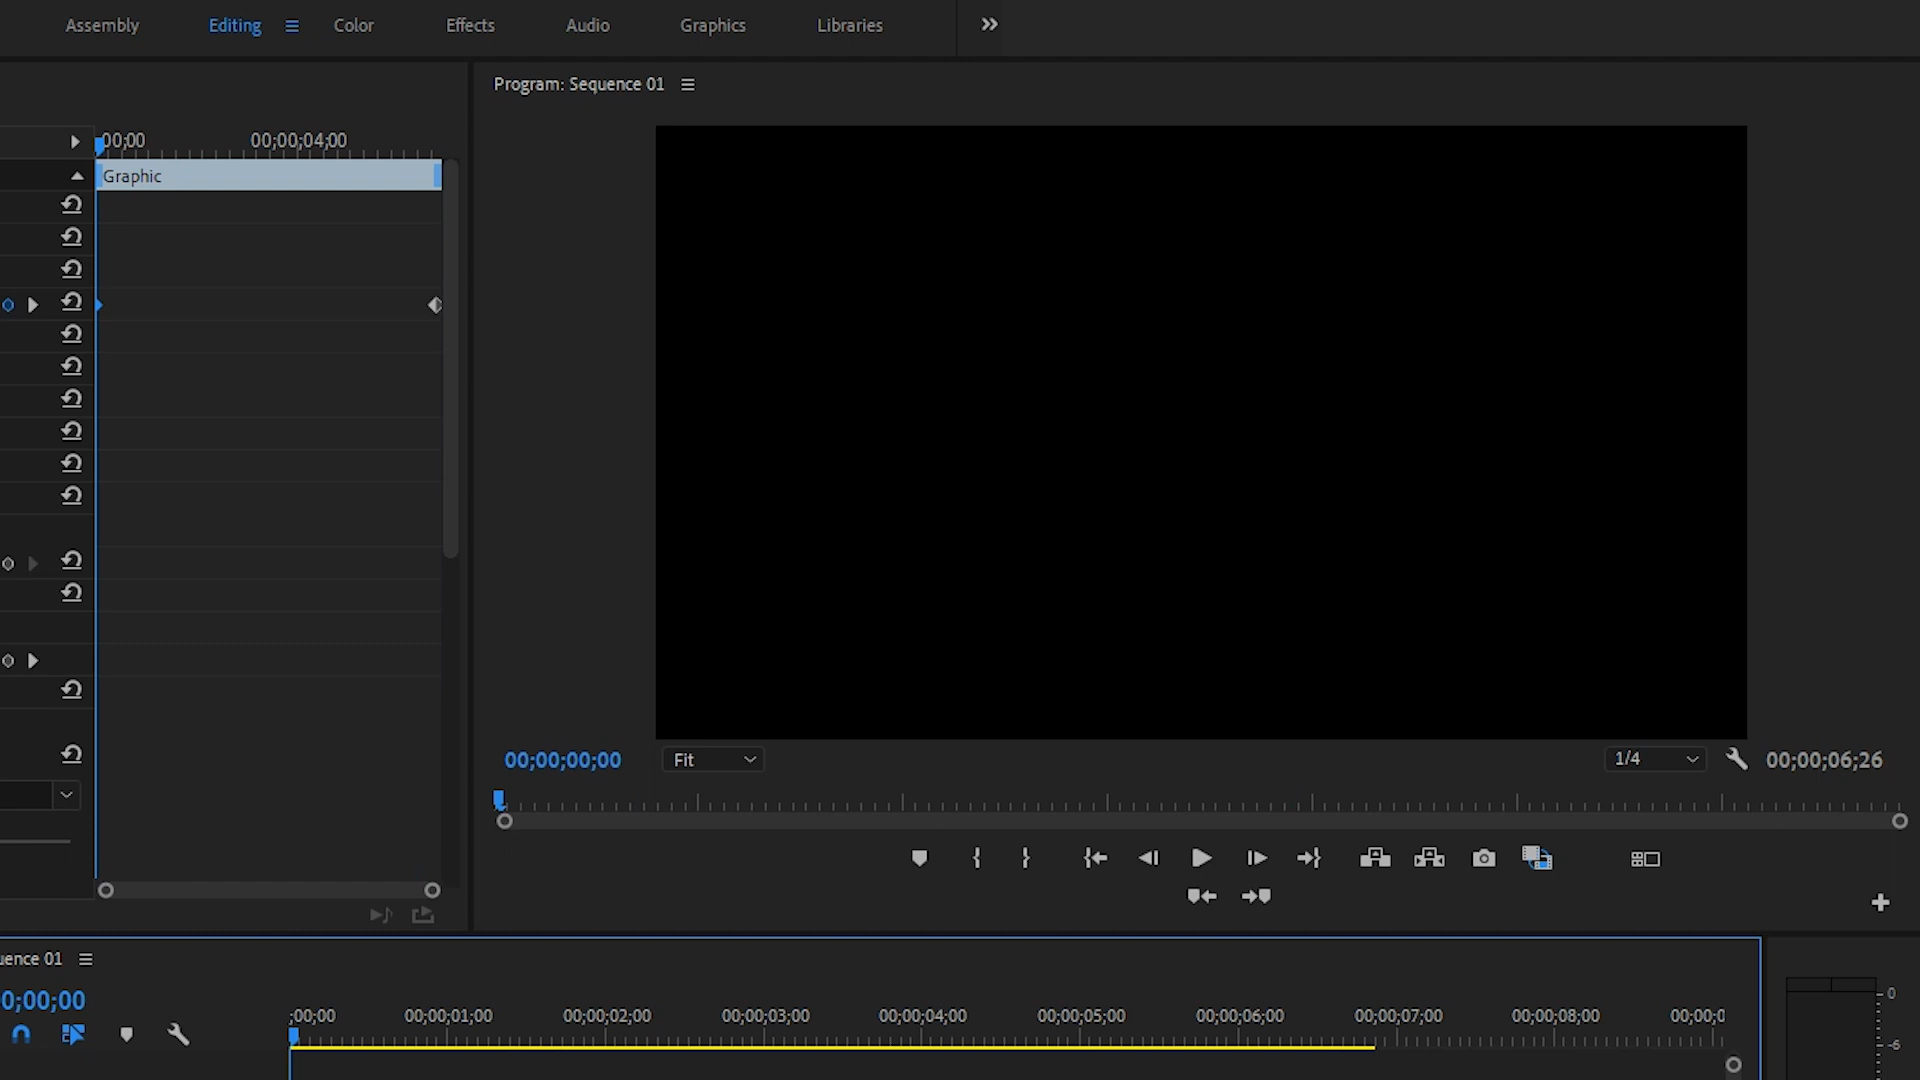 Assembly Editing Color Effects Audio Graphics Libraries
Program: Sequence 01
00;00 00;00;04;00
Graphic
00;00;00;00 Fit 1/4 00;00;06;26
uence 01
0;00;00
;00;00 00;00;01;00 00;00;02;00 00;00;03;00 00;00;04;00 00;00;05;00 00;00;06;00 00;00;07;00 00;00;08;00 00;00;0
0
-6